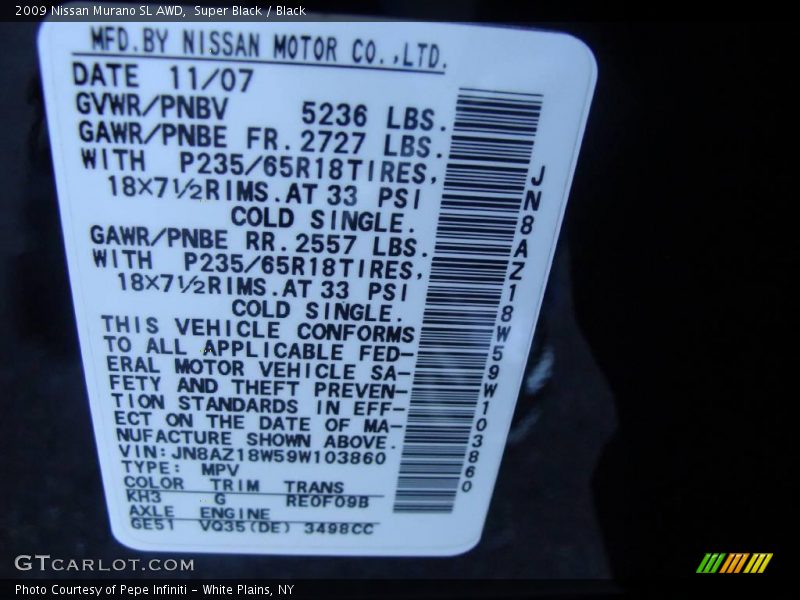 2009 Nissan Murano SL AWD,  Super Black / Black
MFD.BY NISSAN MOTOR CO.,LTD.
DATE 11/07
GVWR/PNBV 5236 LBS.
GAWR/PNBE FR.2727 LBS.
WITH P235/65R18TIRES,
18×7½RIMS.AT 33 PSI
COLD SINGLE.
GAWR/PNBE RR.2557 LBS.
WITH P235/65R18TIRES,
18×7½RIMS.AT 33 PSI
COLD SINGLE.
THIS VEHICLE CONFORMS
TO ALL APPLICABLE FED-
ERAL MOTOR VEHICLE SA-
FETY AND THEFT PREVEN-
TION STANDARDS IN EFF-
ECT ON THE DATE OF MA-
NUFACTURE SHOWN ABOVE.
VIN:JN8AZ18W59W103860
TYPE: MPV
COLOR TRIM TRANS
KH3 G RE0F09B
AXLE ENGINE
GE51 VQ35(DE) 3498CC
JN8AZ18W59W103860
GTCARLOT.COM
Photo Courtesy of Pepe Infiniti - White Plains, NY